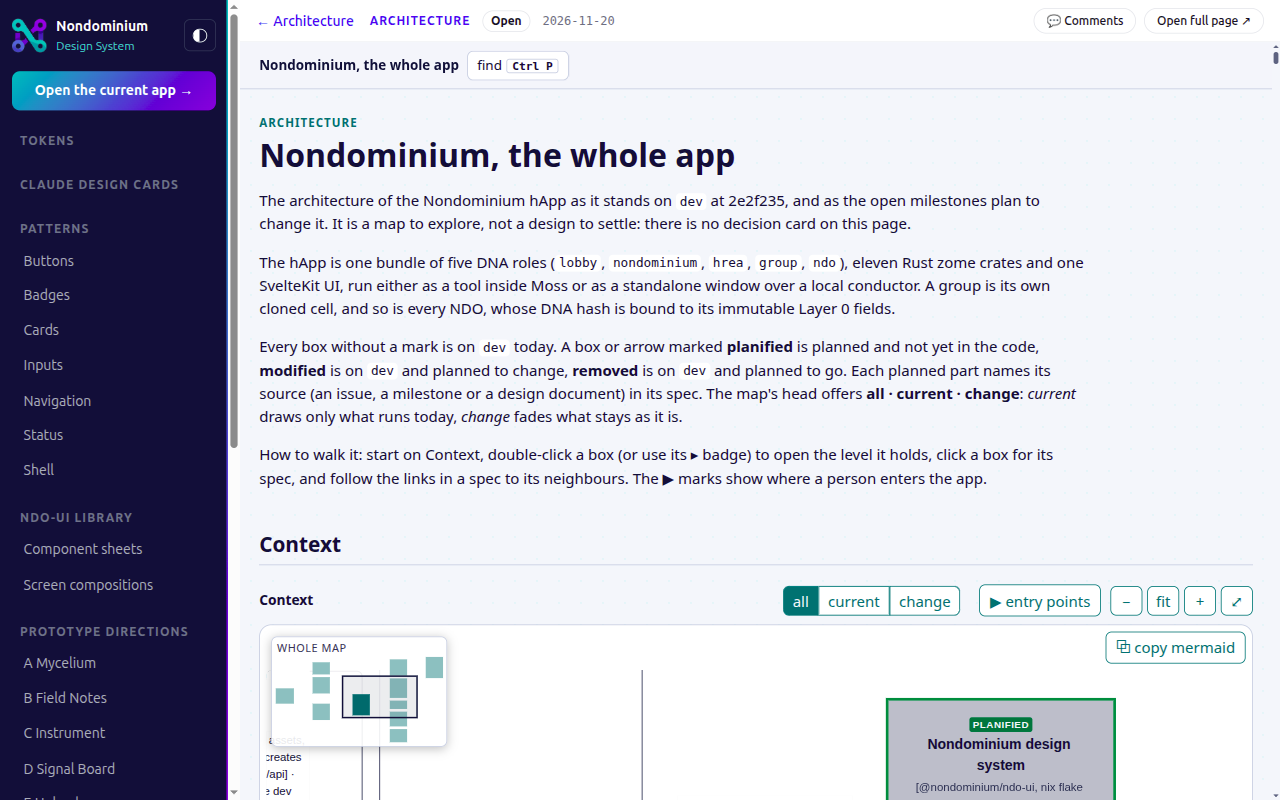 Nondominium
Design System
Open the current app →
TOKENS
CLAUDE DESIGN CARDS
PATTERNS
Buttons
Badges
Cards
Inputs
Navigation
Status
Shell
NDO-UI LIBRARY
Component sheets
Screen compositions
PROTOTYPE DIRECTIONS
A Mycelium
B Field Notes
C Instrument
D Signal Board
← Architecture ARCHITECTURE Open 2026-11-20
💬 Comments Open full page ↗
Nondominium, the whole app find Ctrl P
ARCHITECTURE
Nondominium, the whole app
The architecture of the Nondominium hApp as it stands on dev at 2e2f235, and as the open milestones plan to
change it. It is a map to explore, not a design to settle: there is no decision card on this page.
The hApp is one bundle of five DNA roles ( lobby , nondominium , hrea , group , ndo ), eleven Rust zome crates and one
SvelteKit UI, run either as a tool inside Moss or as a standalone window over a local conductor. A group is its own
cloned cell, and so is every NDO, whose DNA hash is bound to its immutable Layer 0 fields.
Every box without a mark is on dev today. A box or arrow marked planified is planned and not yet in the code,
modified is on dev and planned to change, removed is on dev and planned to go. Each planned part names its
source (an issue, a milestone or a design document) in its spec. The map's head offers all · current · change: current
draws only what runs today, change fades what stays as it is.
How to walk it: start on Context, double-click a box (or use its ▸ badge) to open the level it holds, click a box for its
spec, and follow the links in a spec to its neighbours. The ▶ marks show where a person enters the app.
Context
Context
all current change ▶ entry points − fit + ⤢
WHOLE MAP
copy mermaid
assets,
creates
/api] ·
e dev
PLANIFIED
Nondominium design
system
[@nondominium/ndo-ui, nix flake